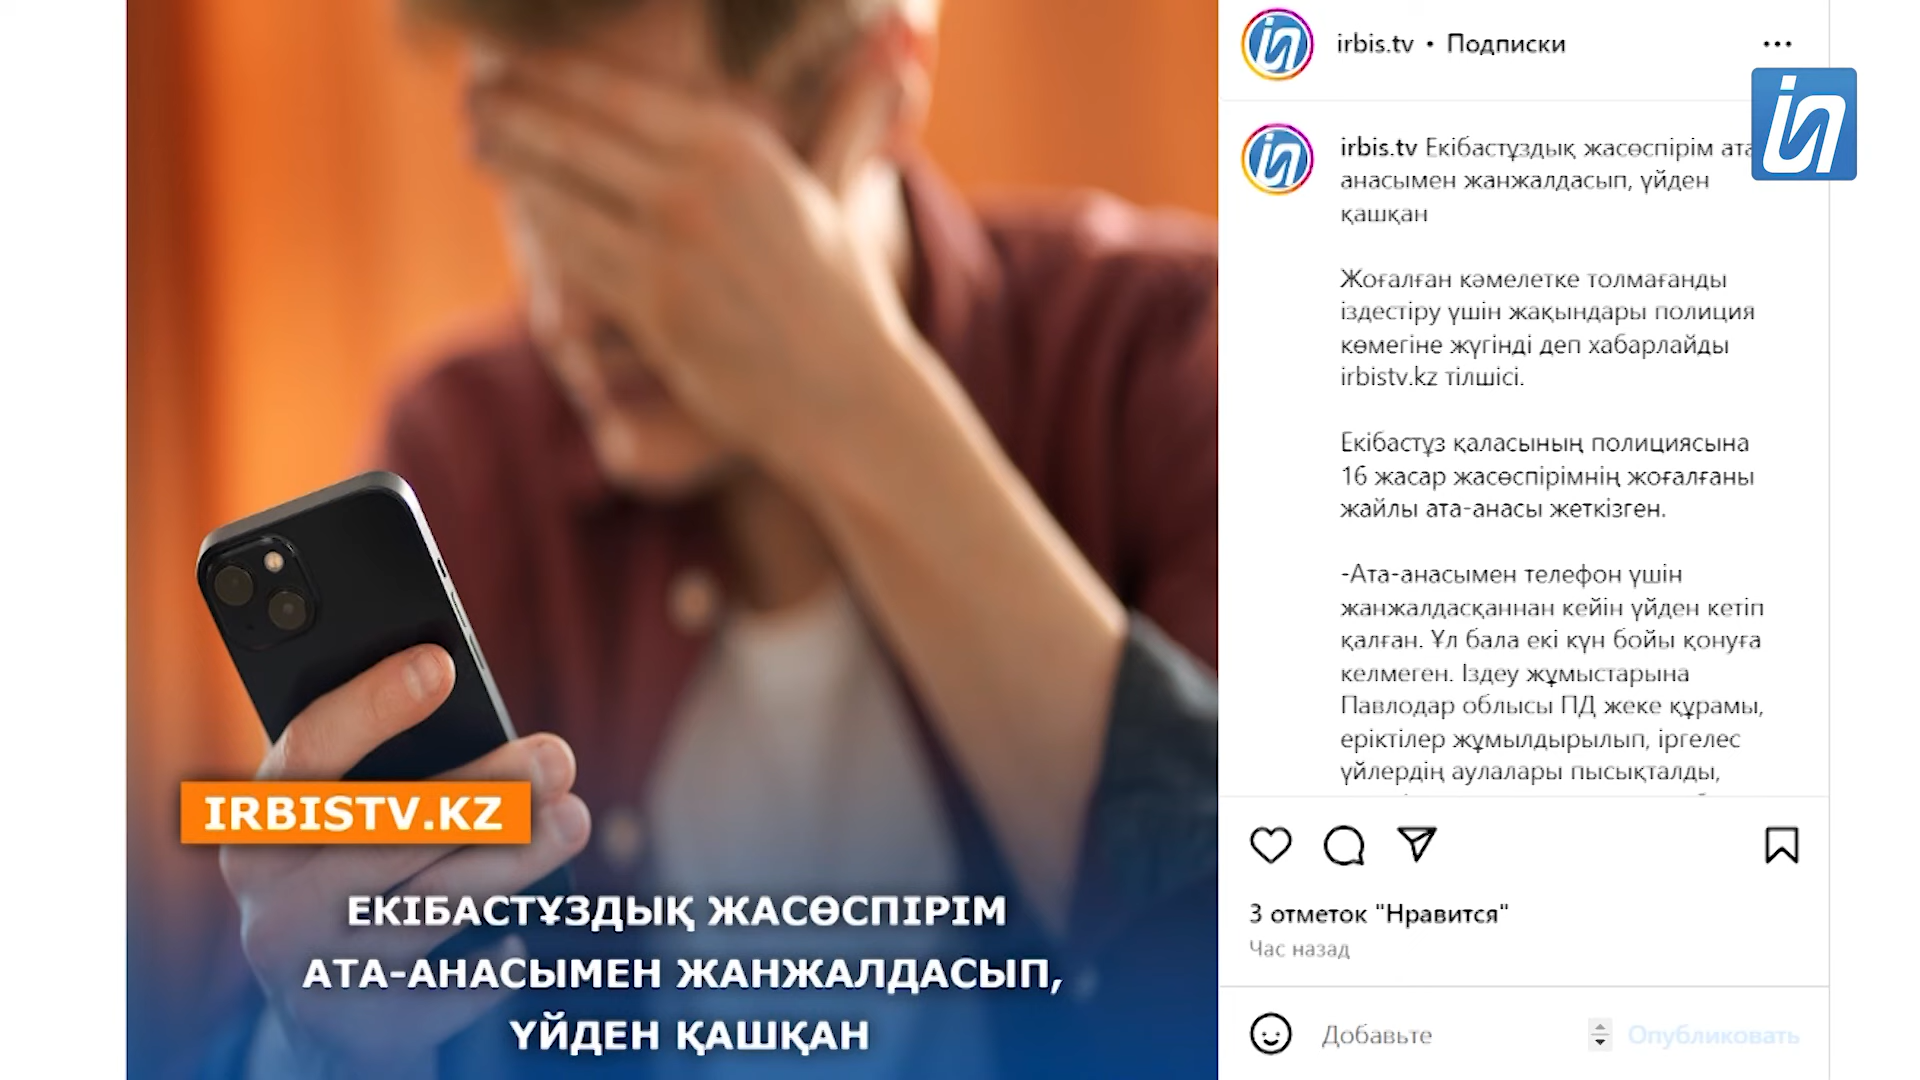 IRBISTV.KZ
ЕКІБАСТҰЗДЫҚ ЖАСӨСПІРІМ
АТА-АНАСЫМЕН ЖАНЖАЛДАСЫП,
ҮЙДЕН ҚАШҚАН
irbis.tv • Подписки
irbis.tv Екібастұздық жасөспірім ата
анасымен жанжалдасып, үйден
қашқан
Жоғалған кәмелетке толмағанды
іздестіру үшін жақындары полиция
көмегіне жүгінді деп хабарлайды
irbistv.kz тілшісі.
Екібастұз қаласының полициясына
16 жасар жасөспірімнің жоғалғаны
жайлы ата-анасы жеткізген.
-Ата-анасымен телефон үшін
жанжалдасқаннан кейін үйден кетіп
қалған. Ұл бала екі күн бойы қонуға
келмеген. Іздеу жұмыстарына
Павлодар облысы ПД жеке құрамы,
еріктілер жұмылдырылып, іргелес
үйлердің аулалары пысықталды,
3 отметок "Нравится"
Час назад
Добавьте
Опубликовать